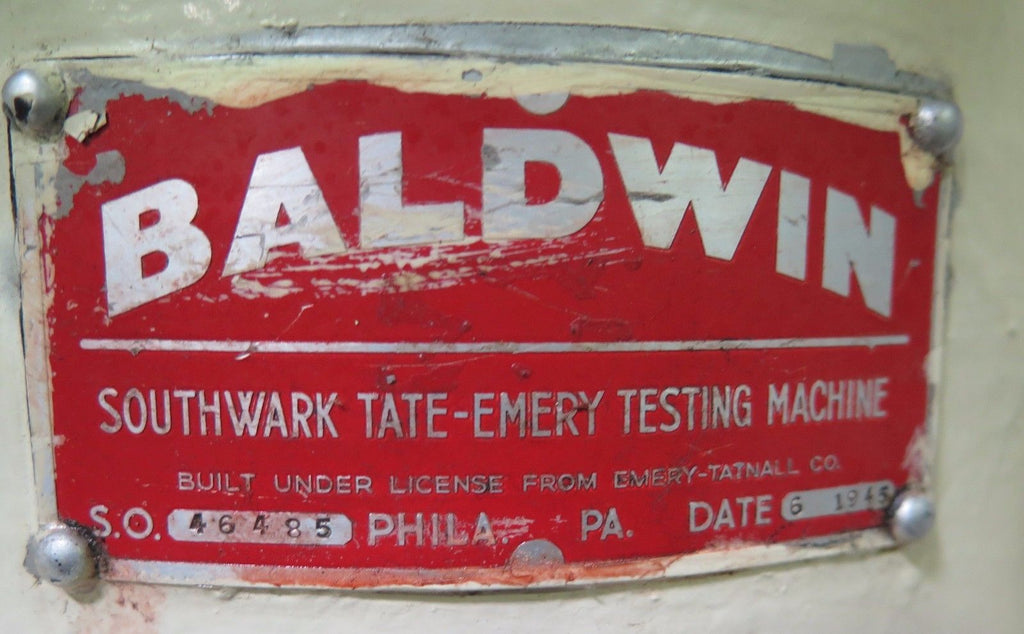 BALDWIN
SOUTHWARK TATE-EMERY TESTING MACHINE
BUILT UNDER LICENSE FROM EMERY-TATNALL CO.
S.O. 46485 PHILA. PA. DATE 6 1945